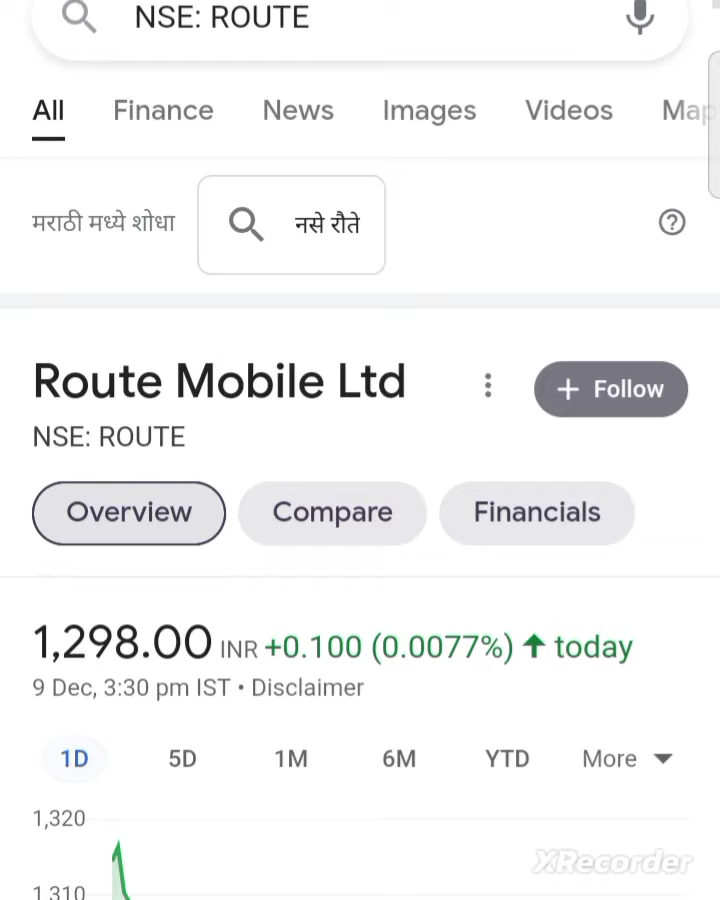 NSE: ROUTE
All Finance News Images Videos Map
मराठी मध्ये शोधा नसे रौते
Route Mobile Ltd + Follow
NSE: ROUTE
Overview Compare Financials
1,298.00 INR +0.100 (0.0077%) ↑ today
9 Dec, 3:30 pm IST • Disclaimer
1D 5D 1M 6M YTD More
1,320
XRecorder
1,310